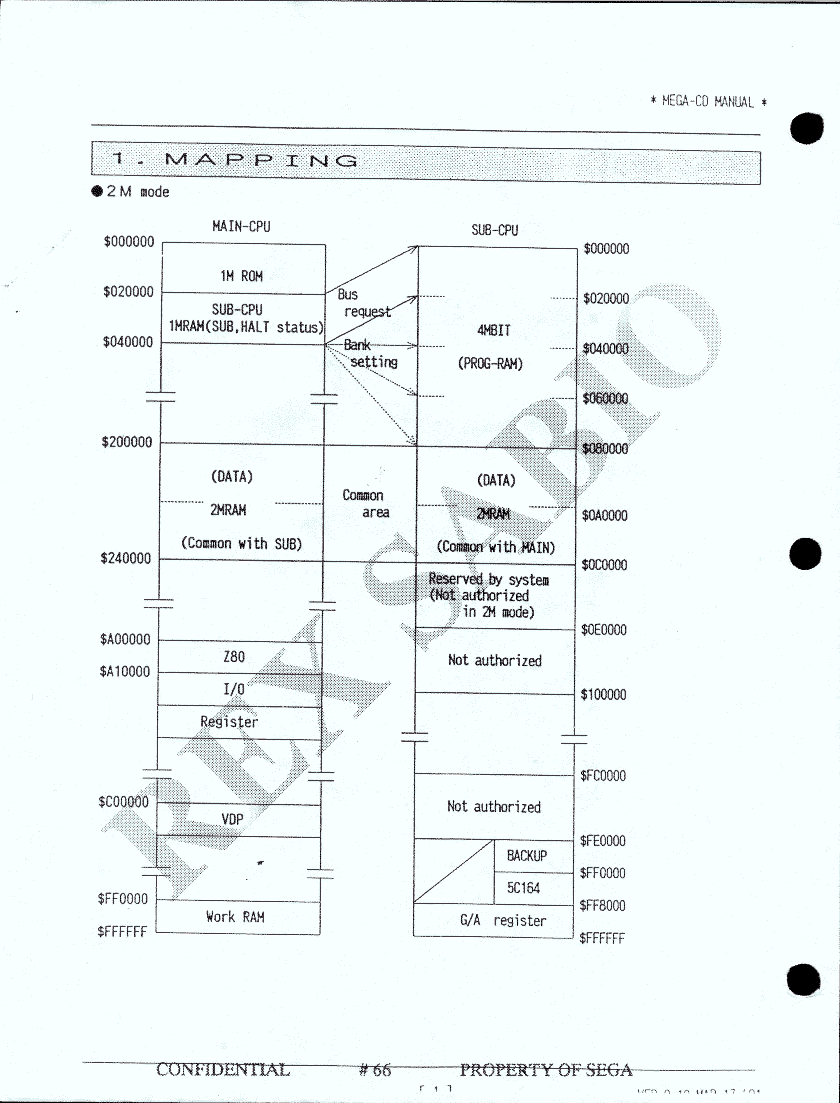 * MEGA-CD MANUAL *
1. MAPPING
●2M mode
MAIN-CPU
$000000
1M ROM
$020000
SUB-CPU
1MRAM(SUB,HALT status)
$040000
$200000
(DATA)
2MRAM
(Common with SUB)
$240000
$A00000
Z80
$A10000
I/O
Register
$C00000
VDP
$FF0000
Work RAM
$FFFFFF
Bus
request
Bank
setting
Common
area
SUB-CPU
$000000
$020000
4MBIT
$040000
(PROG-RAM)
$060000
$080000
(DATA)
2MRAM
$0A0000
(Common with MAIN)
$0C0000
Reserved by system
(Not authorized
in 2M mode)
$0E0000
Not authorized
$100000
$FC0000
Not authorized
$FE0000
BACKUP
$FF0000
5C164
$FF8000
G/A register
$FFFFFF
REX SABIO
CONFIDENTIAL #66 PROPERTY OF SEGA
[ 1 ]